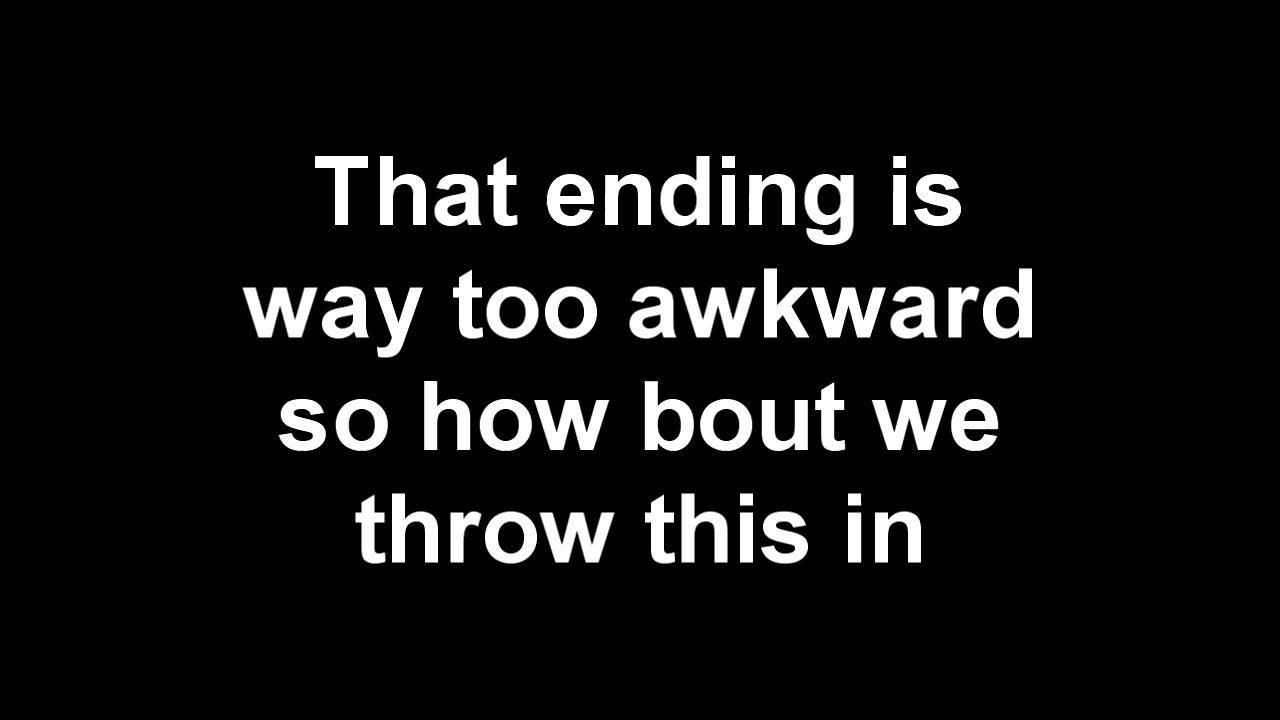 That ending is
way too awkward
so how bout we
throw this in